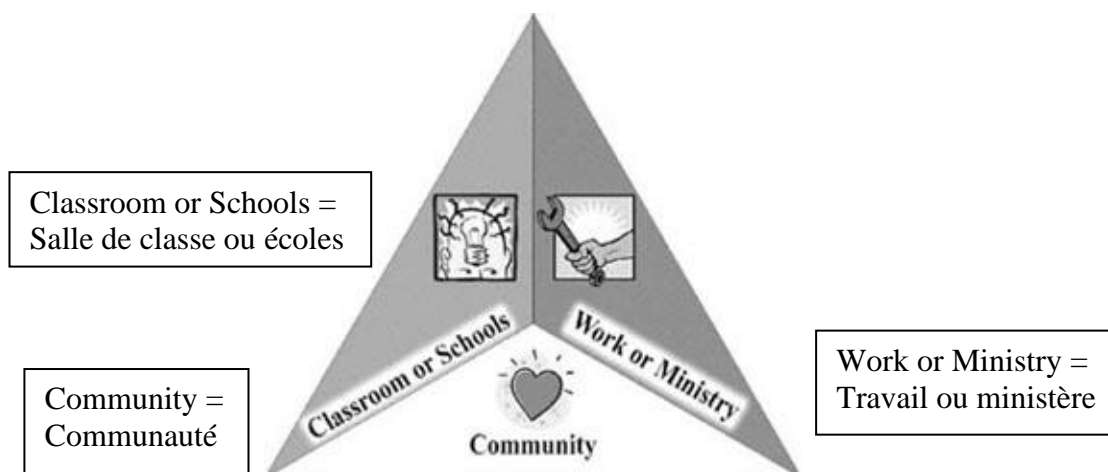 Classroom or Schools =
Salle de classe ou écoles
Classroom or Schools
Work or Ministry
Community
Community =
Communauté
Work or Ministry =
Travail ou ministère